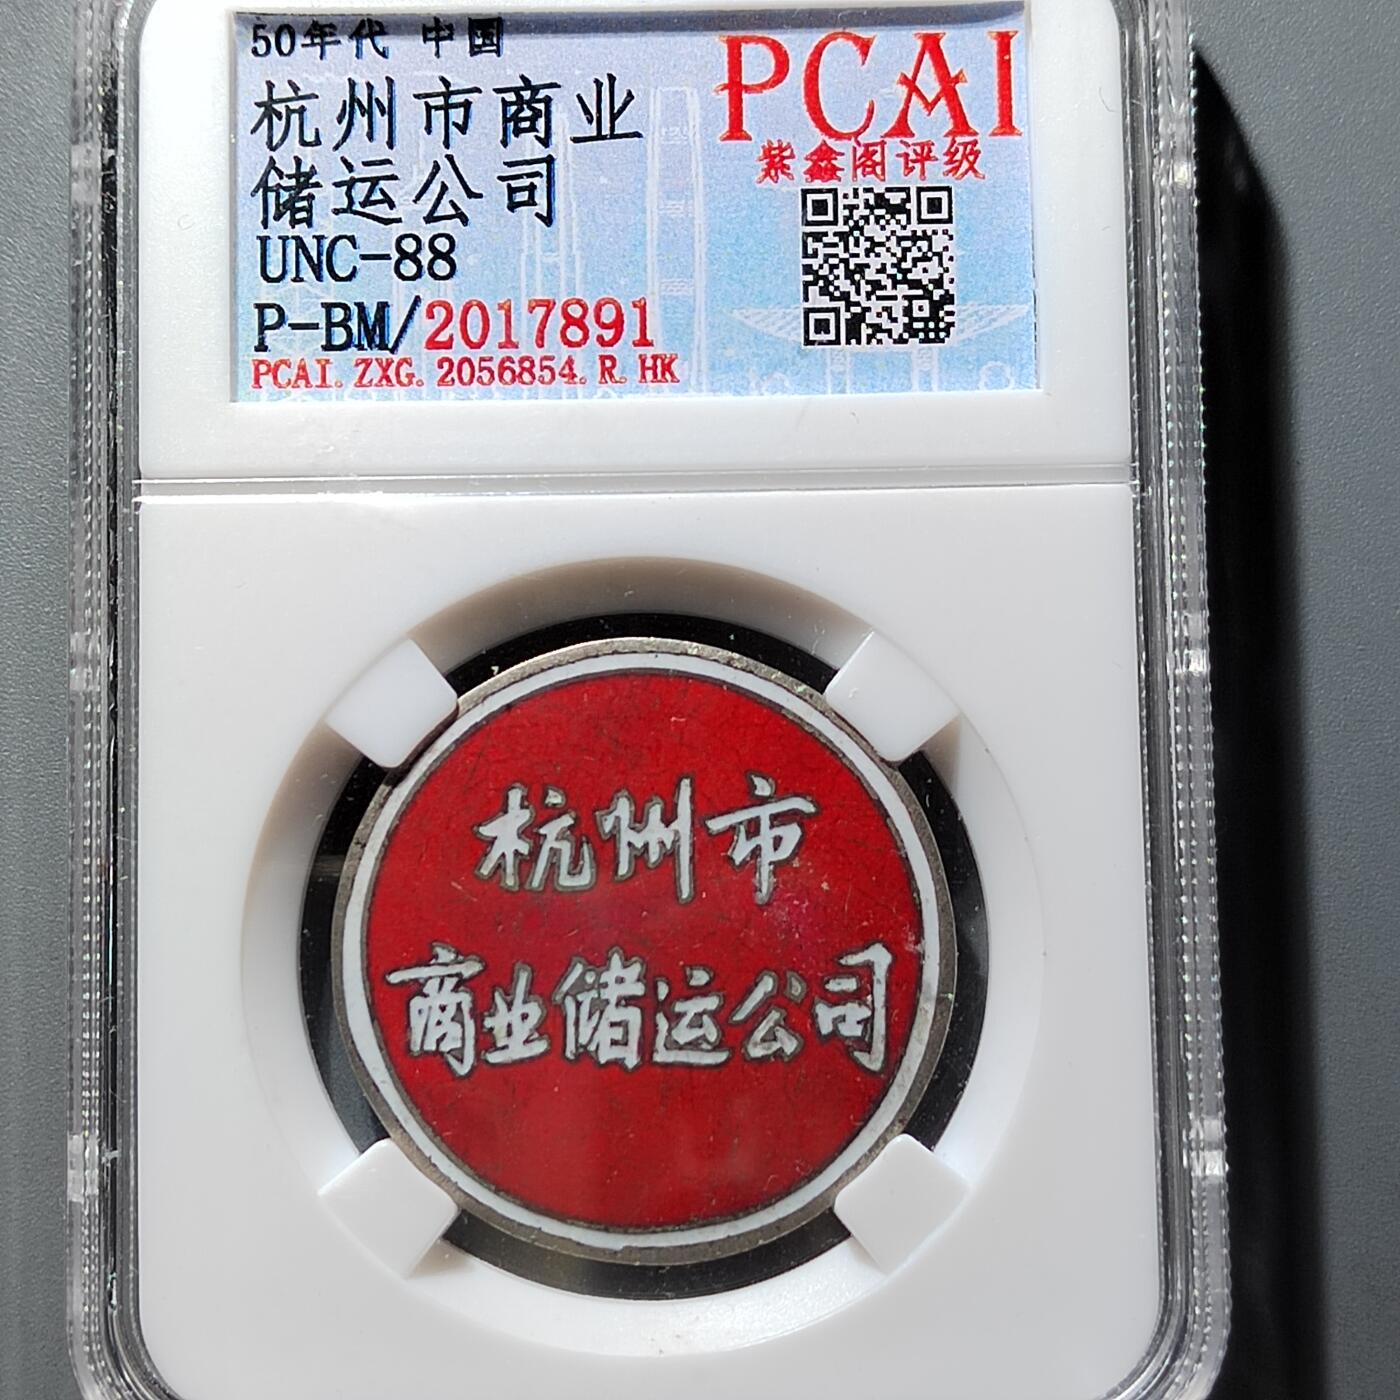 50年代 中国
杭州市商业
储运公司
UNC-88
P-BM/2017891
PCAI.ZXG.2056854.R.HK
PCAI
紫鑫阁评级
杭州市
商业储运公司